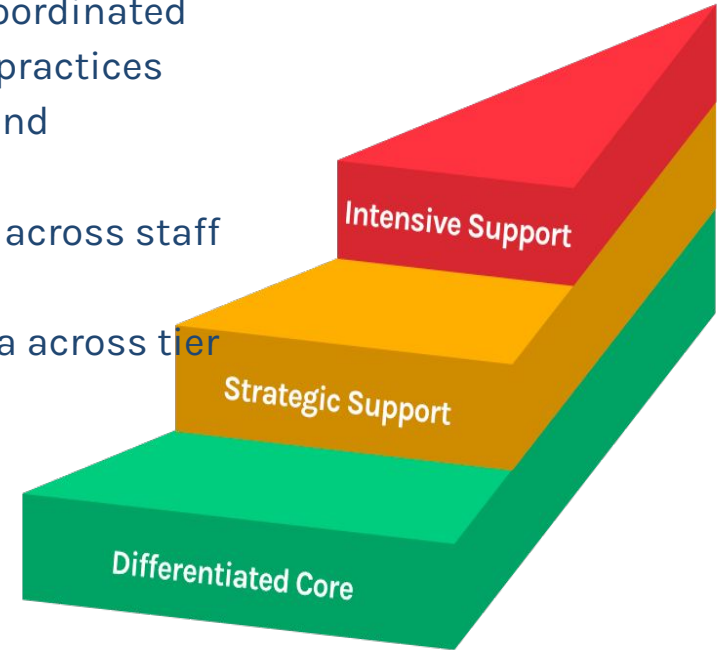 oordinated
practices
nd
across staff
a across tier
Intensive Support
Strategic Support
Differentiated Core